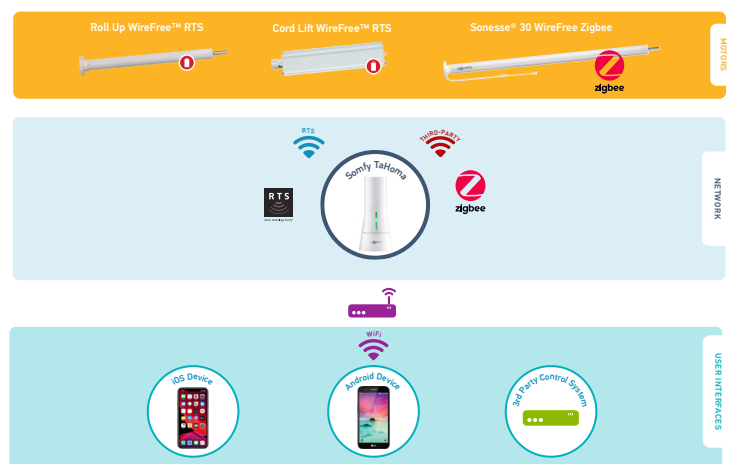 Roll Up WireFree™ RTS
Cord Lift WireFree™ RTS
Sonesse® 30 WireFree Zigbee
MOTORS
somfy
zigbee
RTS
THIRD-PARTY
Somfy TaHoma
RTS
zigbee
NETWORK
WiFi
iOS Device
Android Device
3rd Party Control System
USER INTERFACES